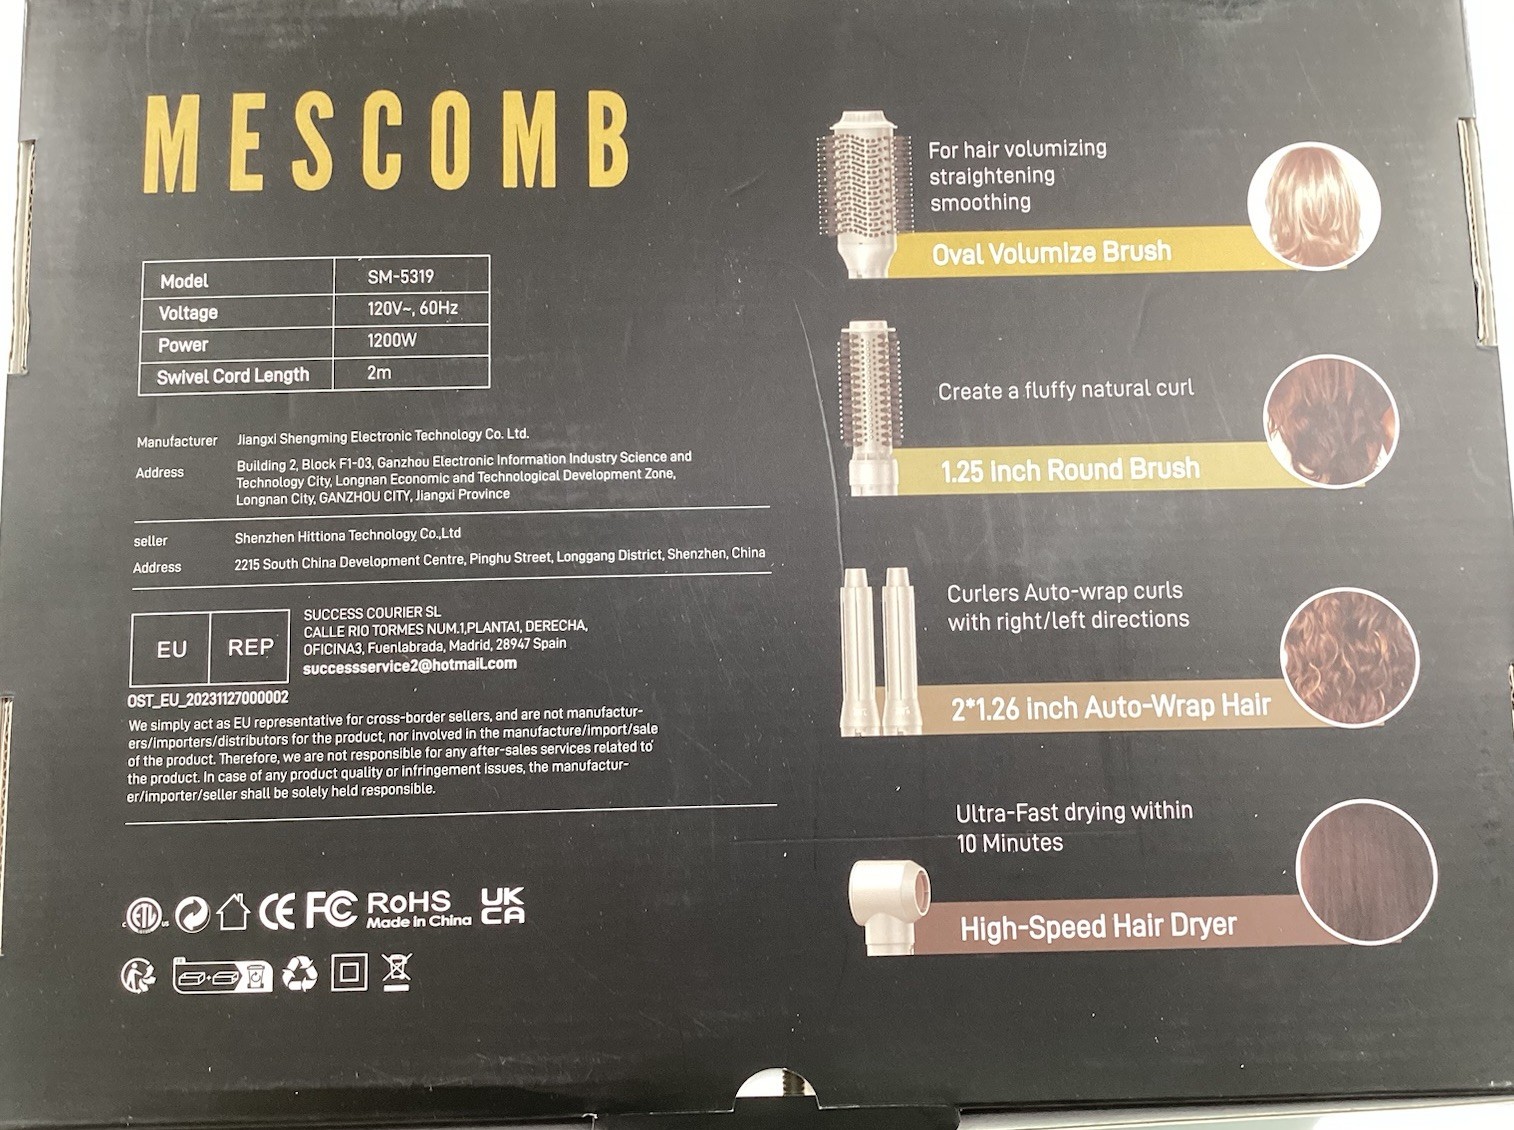 MESCOMB
Model SM-5319
Voltage 120V~, 60Hz
Power 1200W
Swivel Cord Length 2m
Manufacturer Jiangxi Shengming Electronic Technology Co. Ltd.
Address Building 2, Block F1-03, Ganzhou Electronic Information Industry Science and
Technology City, Longnan Economic and Technological Development Zone,
Longnan City, GANZHOU CITY, Jiangxi Province
seller Shenzhen Hittiona Technology Co.,Ltd
Address 2215 South China Development Centre, Pinghu Street, Longgang District, Shenzhen, China
EU REP
SUCCESS COURIER SL
CALLE RIO TORMES NUM.1,PLANTA1, DERECHA,
OFICINA3, Fuenlabrada, Madrid, 28947 Spain
successservice2@hotmail.com
OST_EU_20231127000002
We simply act as EU representative for cross-border sellers, and are not manufactur-
ers/importers/distributors for the product, nor involved in the manufacture/import/sale
of the product. Therefore, we are not responsible for any after-sales services related to
the product. In case of any product quality or infringement issues, the manufactur-
er/importer/seller shall be solely held responsible.
c ETL us CE FC RoHS UK
Made in China CA
For hair volumizing
straightening
smoothing
Oval Volumize Brush
Create a fluffy natural curl
1.25 inch Round Brush
Curlers Auto-wrap curls
with right/left directions
2*1.26 inch Auto-Wrap Hair
Ultra-Fast drying within
10 Minutes
High-Speed Hair Dryer